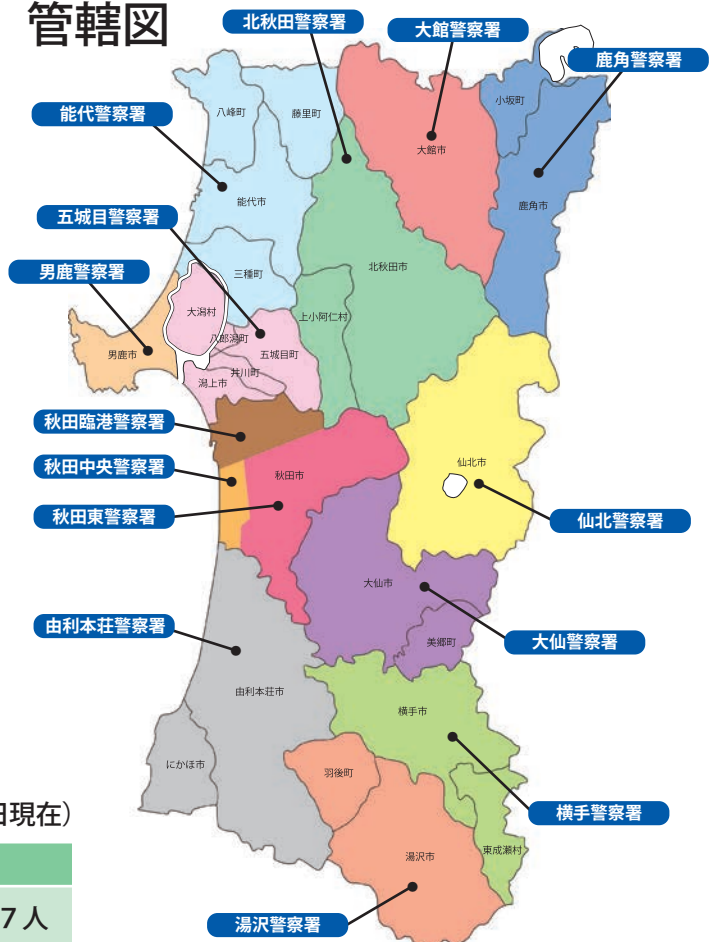 管轄図
北秋田警察署
大館警察署
鹿角警察署
能代警察署
五城目警察署
男鹿警察署
秋田臨港警察署
秋田中央警察署
秋田東警察署
仙北警察署
由利本荘警察署
大仙警察署
横手警察署
湯沢警察署
八峰町
藤里町
小坂町
大館市
鹿角市
能代市
北秋田市
三種町
大潟村
上小阿仁村
八郎潟町
五城目町
男鹿市
井川町
潟上市
秋田市
仙北市
大仙市
美郷町
由利本荘市
横手市
にかほ市
羽後町
東成瀬村
湯沢市
日現在）
7人